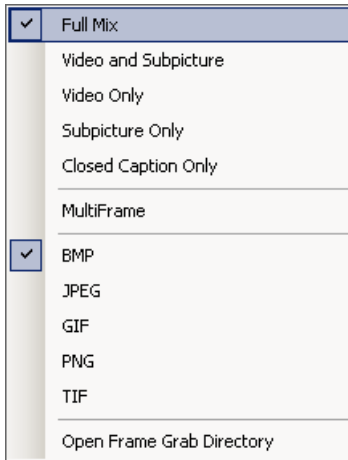 Full Mix
Video and Subpicture
Video Only
Subpicture Only
Closed Caption Only
MultiFrame
BMP
JPEG
GIF
PNG
TIF
Open Frame Grab Directory